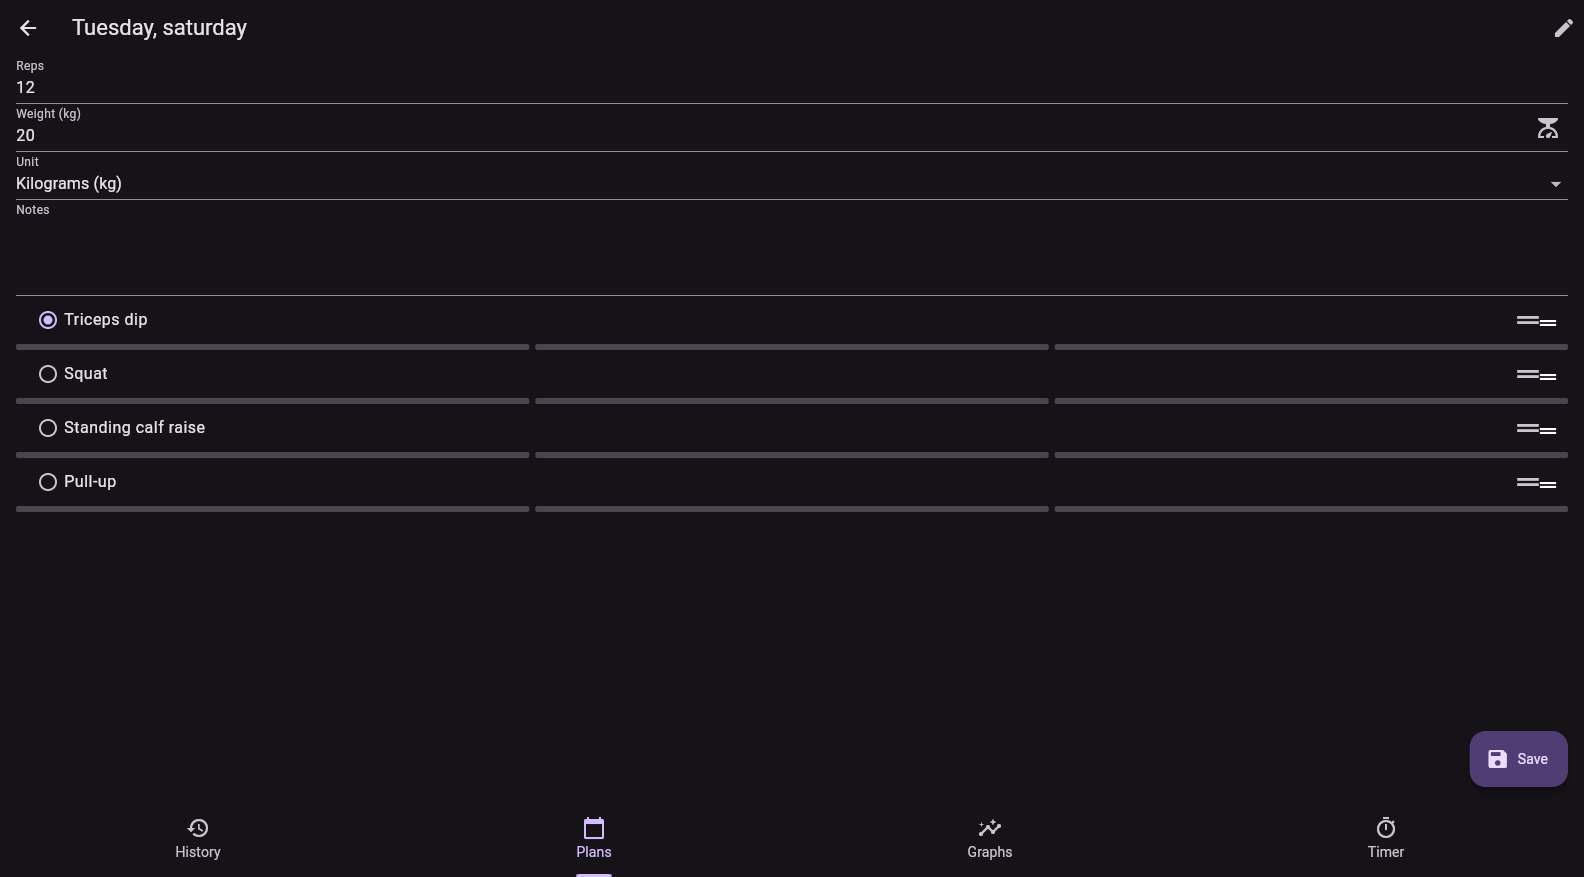 Tuesday, saturday
Reps
12
Weight (kg)
20
Unit
Kilograms (kg)
Notes
Triceps dip
Squat
Standing calf raise
Pull-up
Save
History
Plans
Graphs
Timer